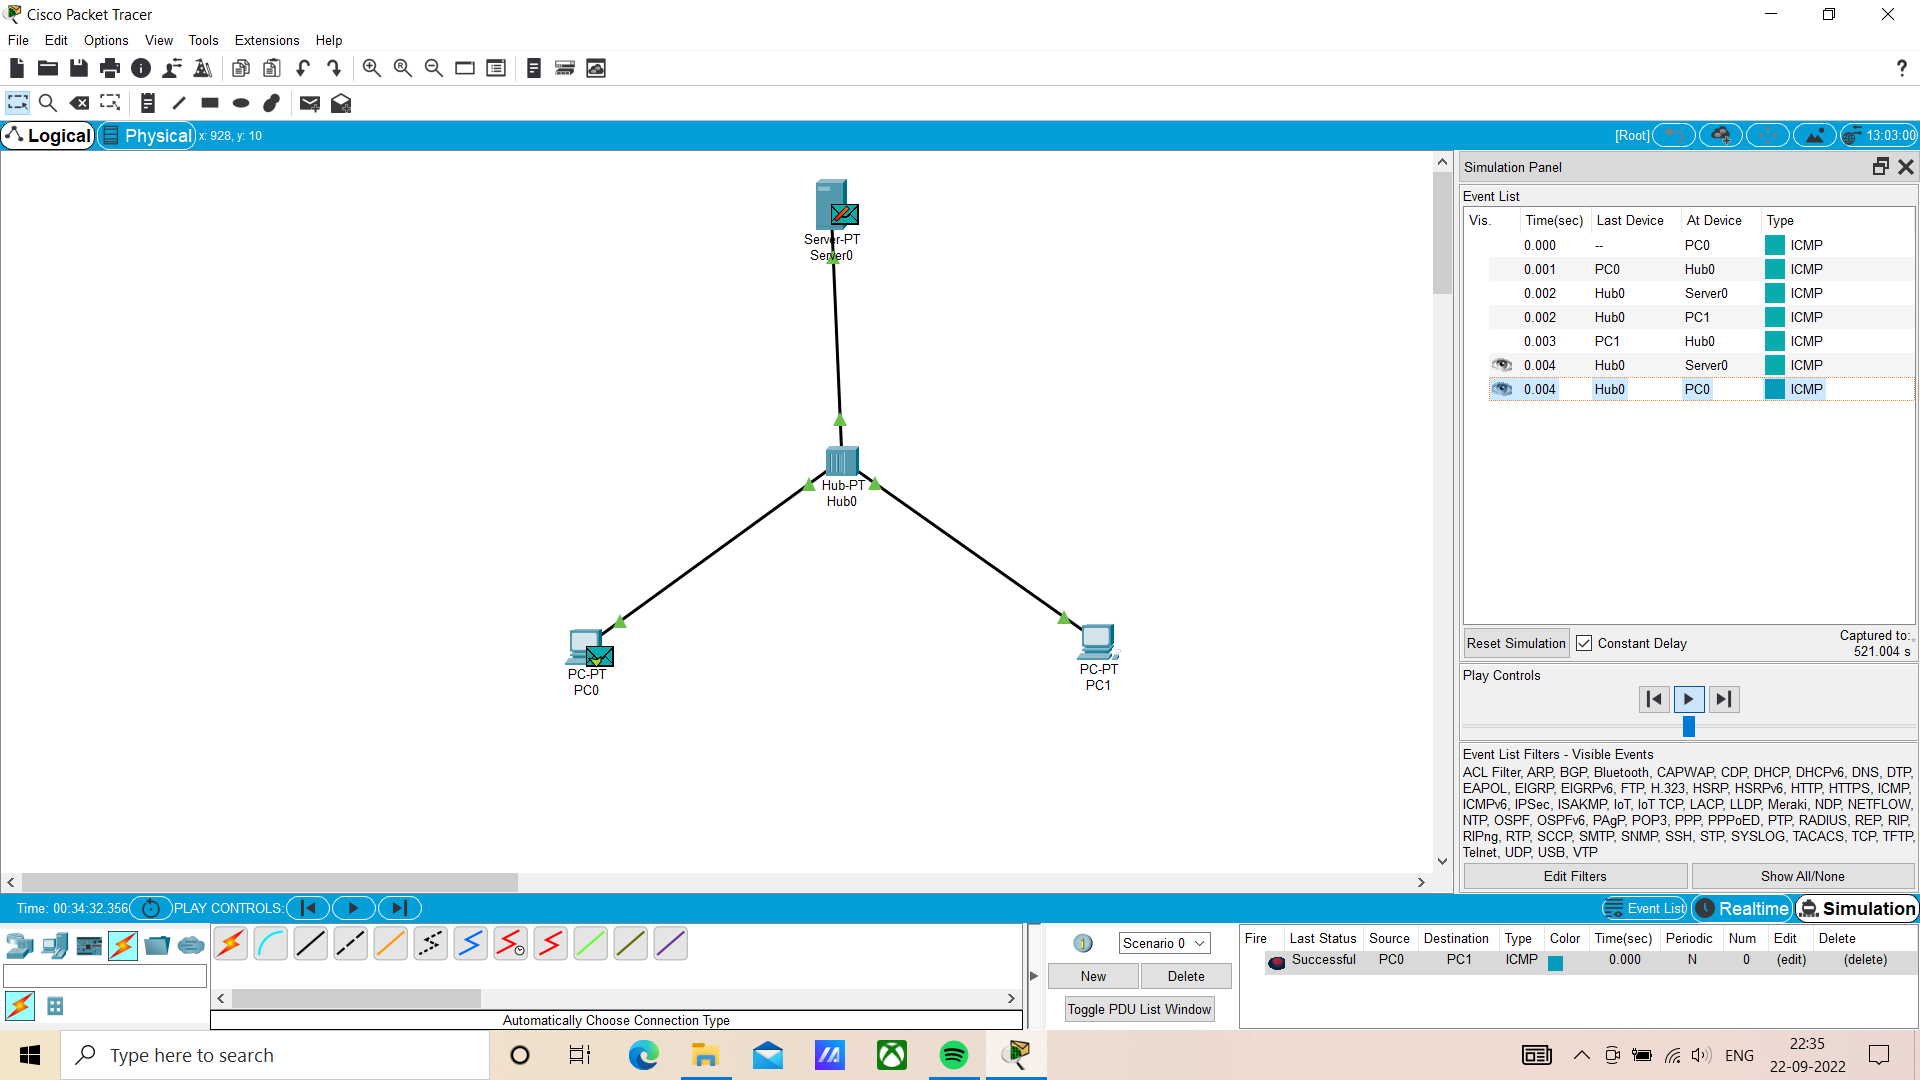 Cisco Packet Tracer
File Edit Options View Tools Extensions Help
?
Logical Physical x: 928, y: 10 [Root] 13:03:00
Server-PT
Server0
Hub-PT
Hub0
PC-PT
PC0
PC-PT
PC1
Simulation Panel
Event List
Vis. Time(sec) Last Device At Device Type
0.000 -- PC0 ICMP
0.001 PC0 Hub0 ICMP
0.002 Hub0 Server0 ICMP
0.002 Hub0 PC1 ICMP
0.003 PC1 Hub0 ICMP
0.004 Hub0 Server0 ICMP
0.004 Hub0 PC0 ICMP
Reset Simulation Constant Delay Captured to:
521.004 s
Play Controls
Event List Filters - Visible Events
ACL Filter, ARP, BGP, Bluetooth, CAPWAP, CDP, DHCP, DHCPv6, DNS, DTP,
EAPOL, EIGRP, EIGRPv6, FTP, H.323, HSRP, HSRPv6, HTTP, HTTPS, ICMP,
ICMPv6, IPSec, ISAKMP, IoT, IoT TCP, LACP, LLDP, Meraki, NDP, NETFLOW,
NTP, OSPF, OSPFv6, PAgP, POP3, PPP, PPPoED, PTP, RADIUS, REP, RIP,
RIPng, RTP, SCCP, SMTP, SNMP, SSH, STP, SYSLOG, TACACS, TCP, TFTP,
Telnet, UDP, USB, VTP
Edit Filters Show All/None
Time: 00:34:32.356 PLAY CONTROLS: Event List Realtime Simulation
Automatically Choose Connection Type
Scenario 0
New Delete
Toggle PDU List Window
Fire Last Status Source Destination Type Color Time(sec) Periodic Num Edit Delete
Successful PC0 PC1 ICMP 0.000 N 0 (edit) (delete)
Type here to search
ENG
22:35
22-09-2022